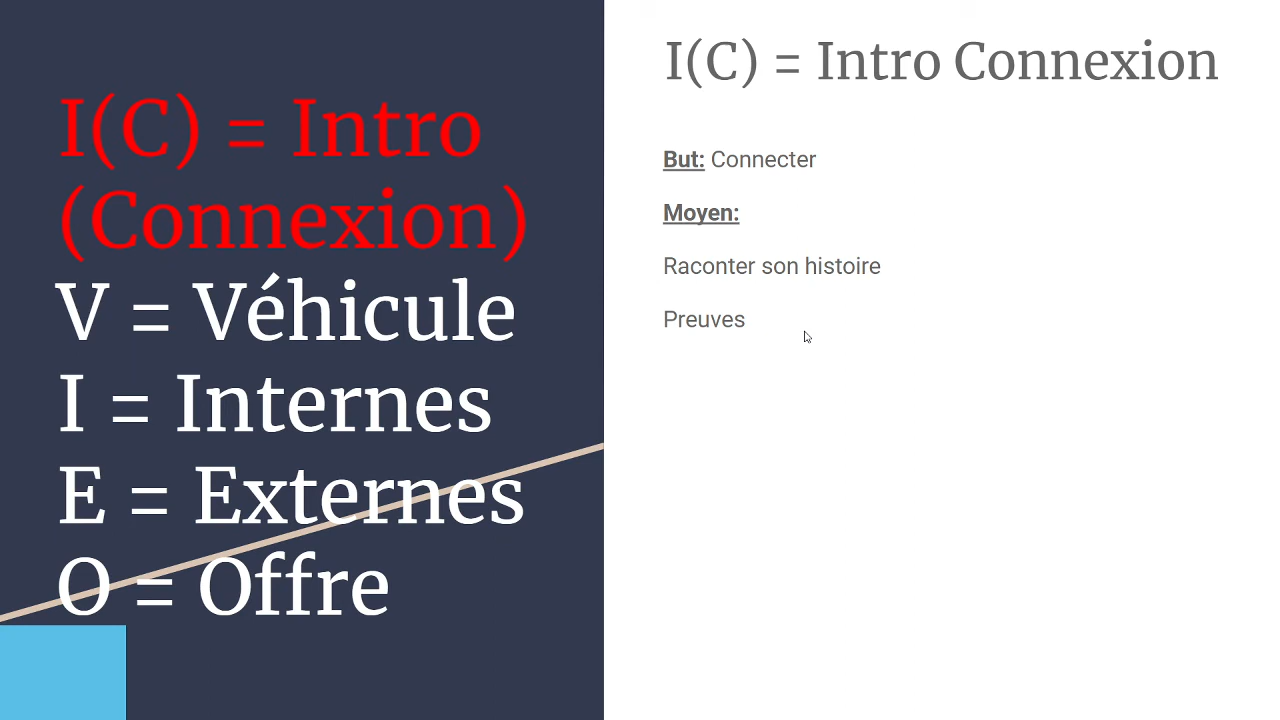 I(C) = Intro
(Connexion)
V = Véhicule
I = Internes
E = Externes
O = Offre
I(C) = Intro Connexion
But: Connecter
Moyen:
Raconter son histoire
Preuves